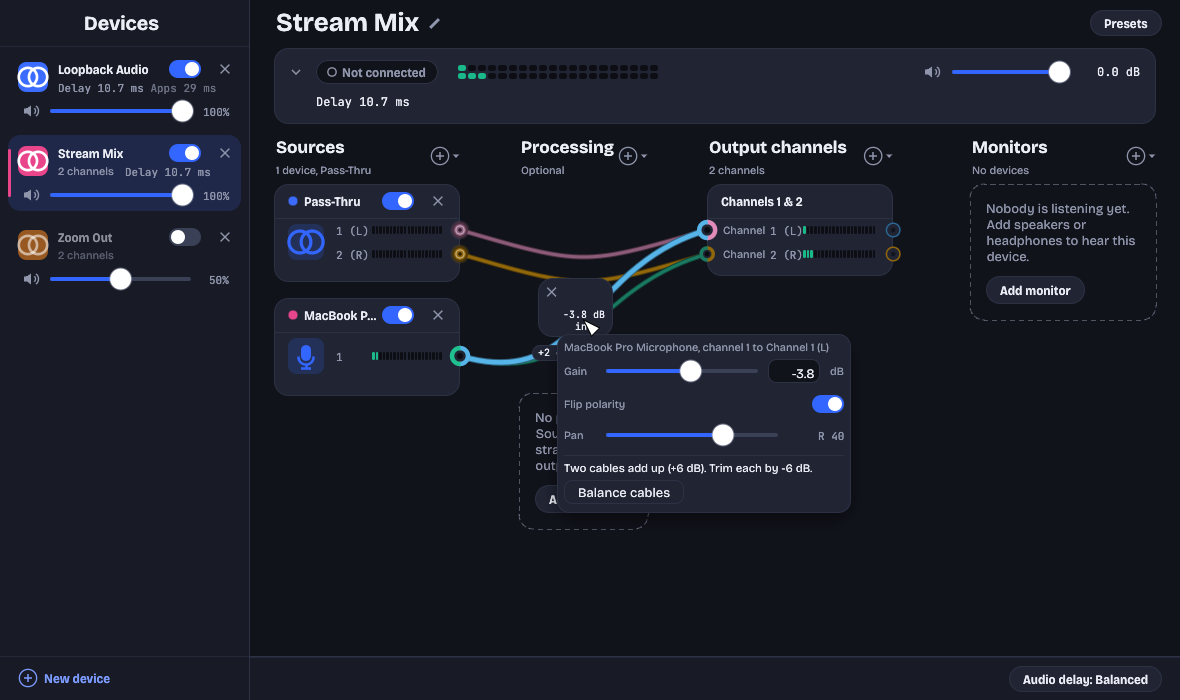 Devices
Loopback Audio
Delay 10.7 ms Apps 29 ms
100%
Stream Mix
2 channels Delay 10.7 ms
100%
Zoom Out
2 channels
50%
New device
Stream Mix
Presets
Not connected
0.0 dB
Delay 10.7 ms
Sources
1 device, Pass-Thru
Processing
Optional
Output channels
2 channels
Monitors
No devices
Pass-Thru
1 (L)
2 (R)
MacBook P...
1
Channels 1 & 2
Channel 1 (L)
Channel 2 (R)
Nobody is listening yet.
Add speakers or
headphones to hear this
device.
Add monitor
-3.8 dB
+2
MacBook Pro Microphone, channel 1 to Channel 1 (L)
Gain -3.8 dB
Flip polarity
Pan R 40
Two cables add up (+6 dB). Trim each by -6 dB.
Balance cables
No
Audio delay: Balanced